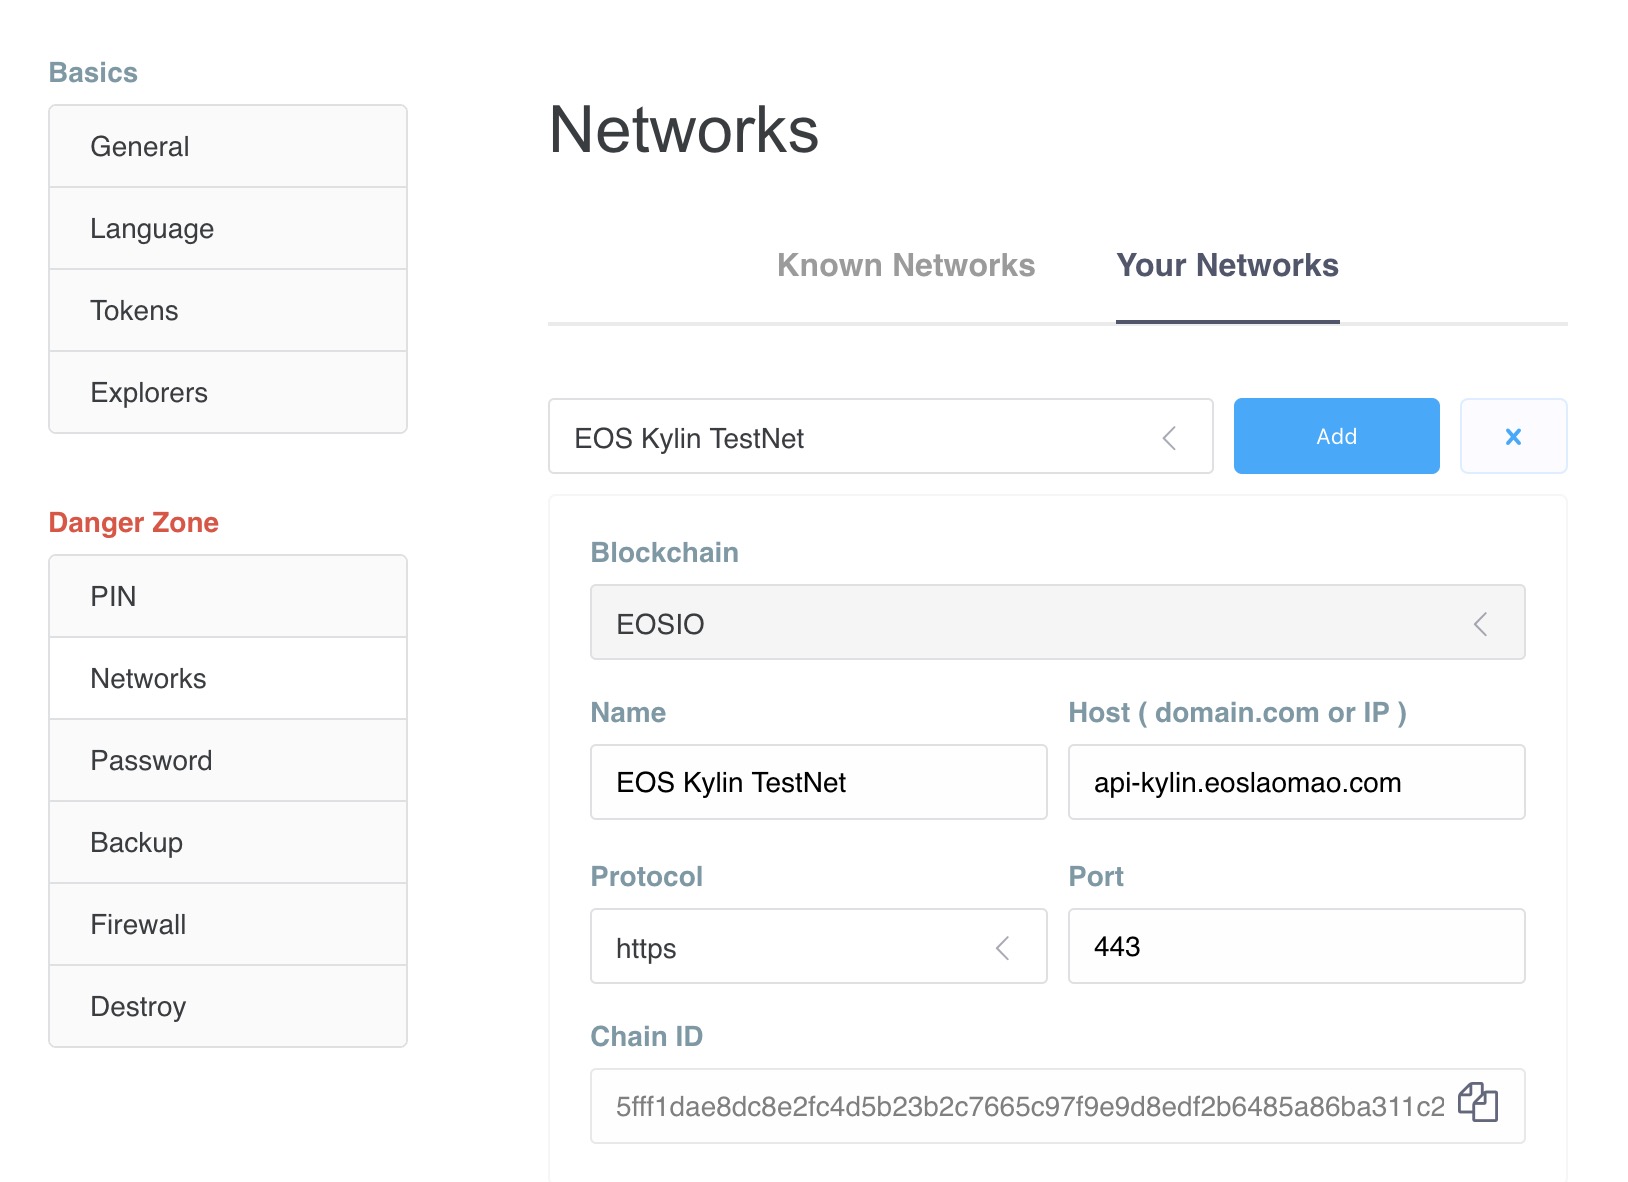 Basics
General
Language
Tokens
Explorers
Danger Zone
PIN
Networks
Password
Backup
Firewall
Destroy
Networks
Known Networks
Your Networks
EOS Kylin TestNet
Add
Blockchain
EOSIO
Name
Host ( domain.com or IP )
EOS Kylin TestNet
api-kylin.eoslaomao.com
Protocol
Port
https
443
Chain ID
5fff1dae8dc8e2fc4d5b23b2c7665c97f9e9d8edf2b6485a86ba311c2